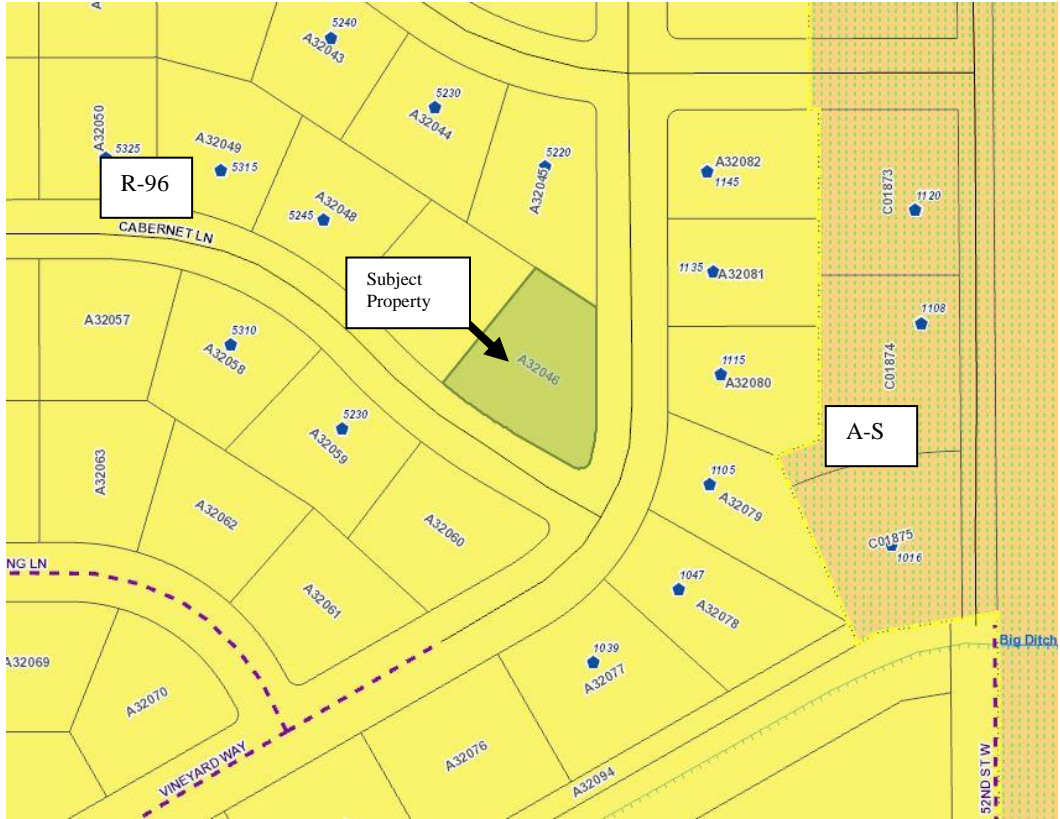 A
5240
A32043
5230
A32044
5220
A32045
A32050
5325
A32049
5315
R-96
A32048
5245
CABERNET LN
Subject
Property
A32046
A32082
1145
1135
A32081
1115
A32080
C01873
1120
1108
C01874
A-S
A32057
5310
A32058
5230
A32059
A32063
A32062
A32060
1105
A32079
C01875
1016
NG LN
A32061
1047
A32078
Big Ditch
A32069
1039
A32077
A32070
VINEYARD WAY
A32076
A32094
52ND ST W